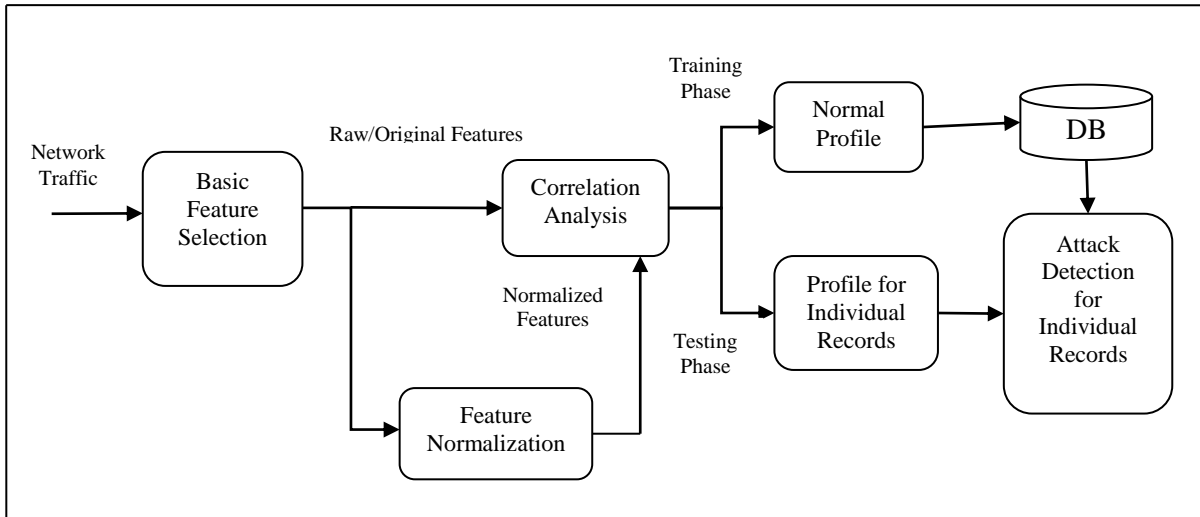 Network
Traffic
Basic
Feature
Selection
Raw/Original Features
Feature
Normalization
Normalized
Features
Correlation
Analysis
Training
Phase
Normal
Profile
DB
Testing
Phase
Profile for
Individual
Records
Attack
Detection
for
Individual
Records